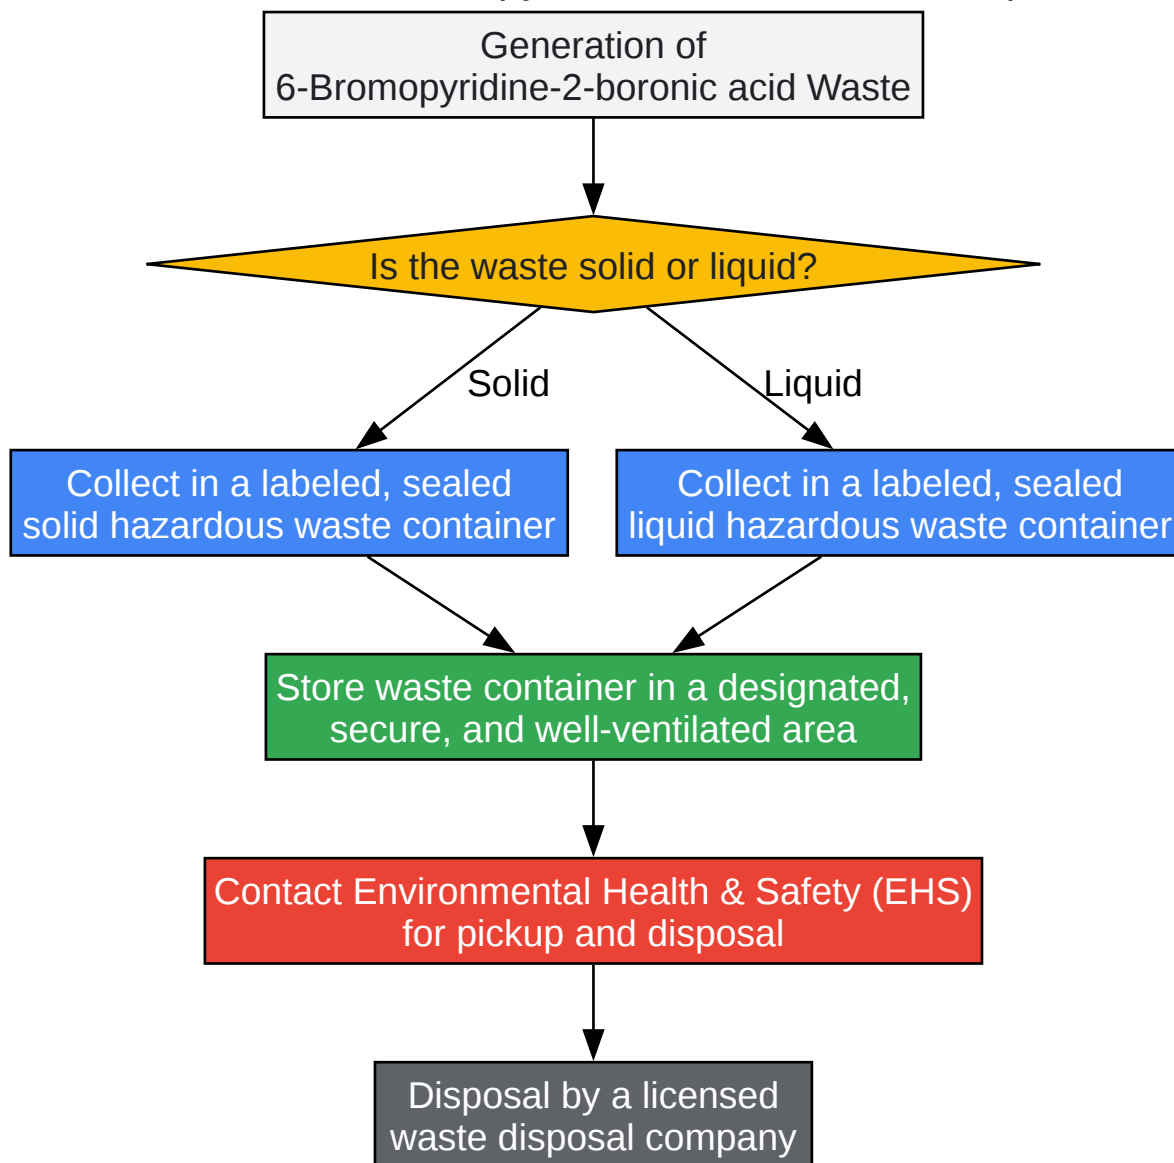 Generation of
6-Bromopyridine-2-boronic acid Waste
Is the waste solid or liquid?
Solid
Liquid
Collect in a labeled, sealed
solid hazardous waste container
Collect in a labeled, sealed
liquid hazardous waste container
Store waste container in a designated,
secure, and well-ventilated area
Contact Environmental Health & Safety (EHS)
for pickup and disposal
Disposal by a licensed
waste disposal company